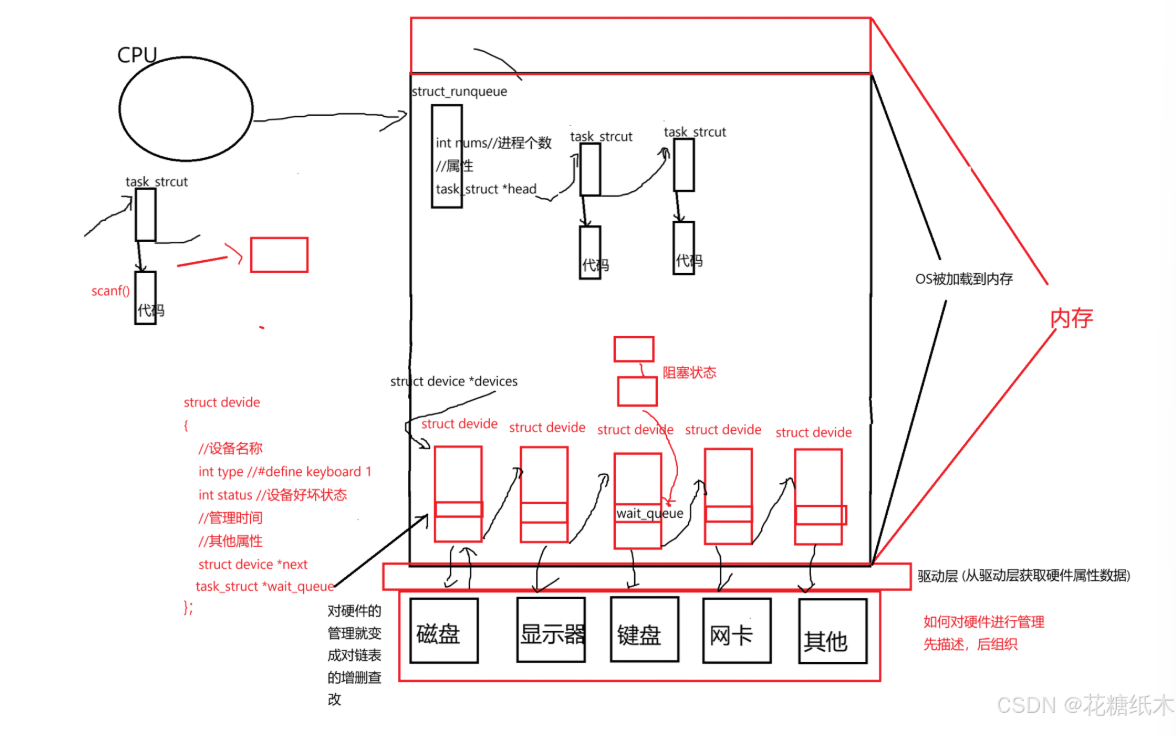 CPU
struct_runqueue
int nums//进程个数
//属性
task_struct *head
task_strcut
代码
task_strcut
代码
task_strcut
scanf()
代码
OS被加载到内存
内存
阻塞状态
struct device *devices
struct devide
struct devide
struct devide
struct devide
struct devide
wait_queue
struct devide
{
//设备名称
int type //#define keyboard 1
int status //设备好坏状态
//管理时间
//其他属性
struct device *next
task_struct *wait_queue
};
驱动层 (从驱动层获取硬件属性数据)
对硬件的
管理就变
成对链表
的增删查
改
磁盘
显示器
键盘
网卡
其他
如何对硬件进行管理
先描述，后组织
CSDN @花糖纸木